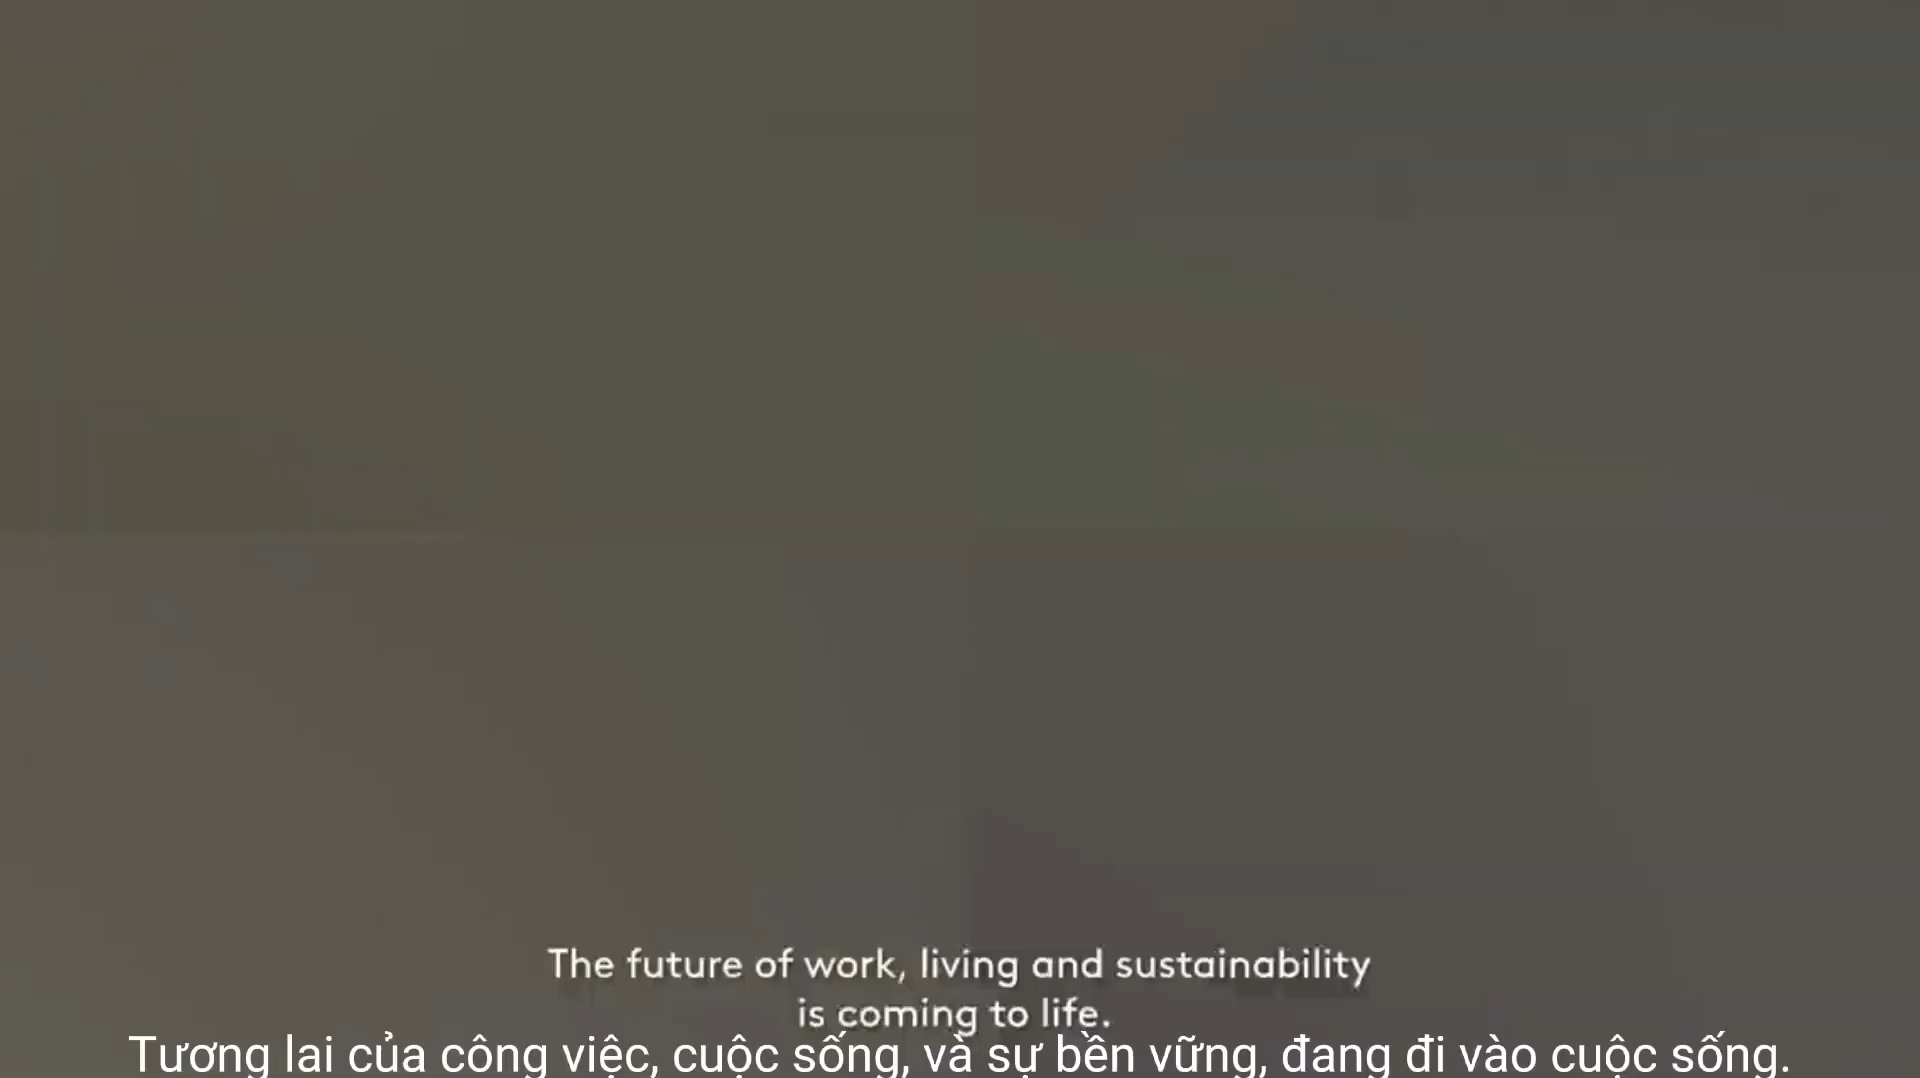 The future of work, living and sustainability
is coming to life.
Tương lai của công việc, cuộc sống, và sự bền vững, đang đi vào cuộc sống.